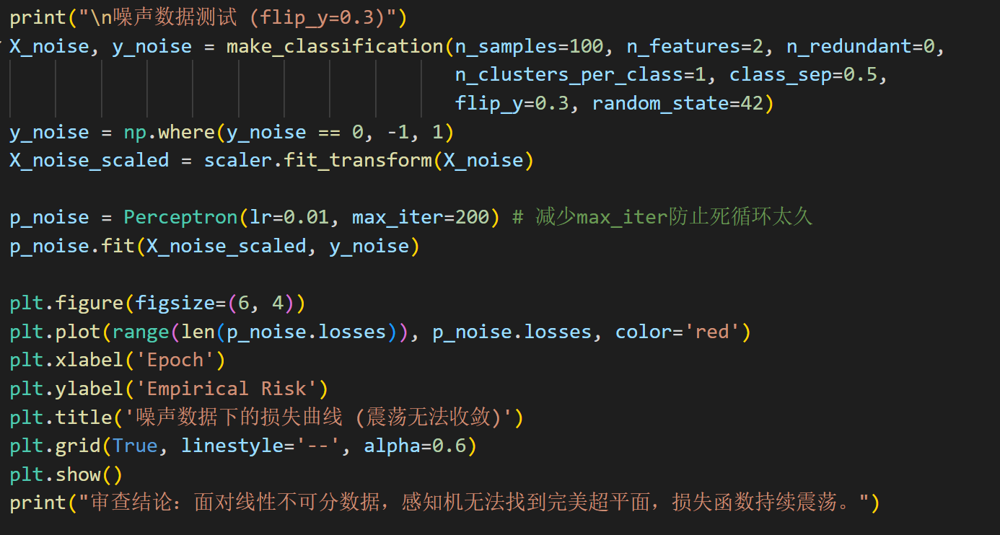 print("\n噪声数据测试 (flip_y=0.3)")
X_noise, y_noise = make_classification(n_samples=100, n_features=2, n_redundant=0,
n_clusters_per_class=1, class_sep=0.5,
flip_y=0.3, random_state=42)
y_noise = np.where(y_noise == 0, -1, 1)
X_noise_scaled = scaler.fit_transform(X_noise)
p_noise = Perceptron(lr=0.01, max_iter=200) # 减少max_iter防止死循环太久
p_noise.fit(X_noise_scaled, y_noise)
plt.figure(figsize=(6, 4))
plt.plot(range(len(p_noise.losses)), p_noise.losses, color='red')
plt.xlabel('Epoch')
plt.ylabel('Empirical Risk')
plt.title('噪声数据下的损失曲线 (震荡无法收敛)')
plt.grid(True, linestyle='--', alpha=0.6)
plt.show()
print("审查结论：面对线性不可分数据，感知机无法找到完美超平面，损失函数持续震荡。")